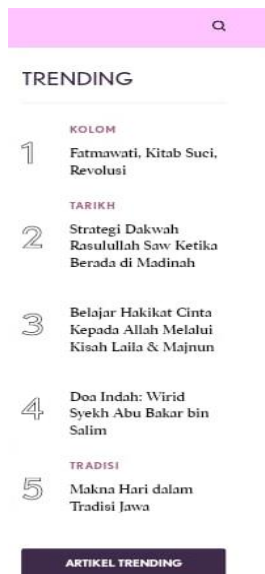 TRENDING
KOLOM
1
Fatmawati, Kitab Suci,
Revolusi
TARIKH
2
Strategi Dakwah
Rasulullah Saw Ketika
Berada di Madinah
3
Belajar Hakikat Cinta
Kepada Allah Melalui
Kisah Laila & Majnun
4
Doa Indah: Wirid
Syekh Abu Bakar bin
Salim
TRADISI
5
Makna Hari dalam
Tradisi Jawa
ARTIKEL TRENDING